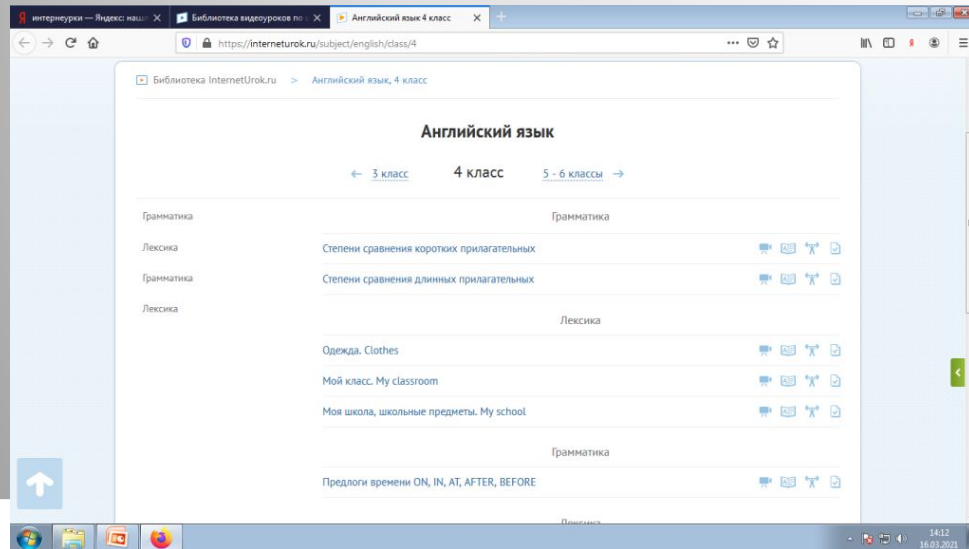 интернеурки — Яндекс: наш
Библиотека видеоуроков по
Английский язык 4 класс
https://interneturok.ru/subject/english/class/4
Библиотека InternetUrok.ru > Английский язык, 4 класс
Английский язык
← 3 класс 4 класс 5 - 6 классы →
Грамматика
Лексика
Грамматика
Лексика
Грамматика
Степени сравнения коротких прилагательных
Степени сравнения длинных прилагательных
Лексика
Одежда. Clothes
Мой класс. My classroom
Моя школа, школьные предметы. My school
Грамматика
Предлоги времени ON, IN, AT, AFTER, BEFORE
Лексика
14:12
16.03.2021